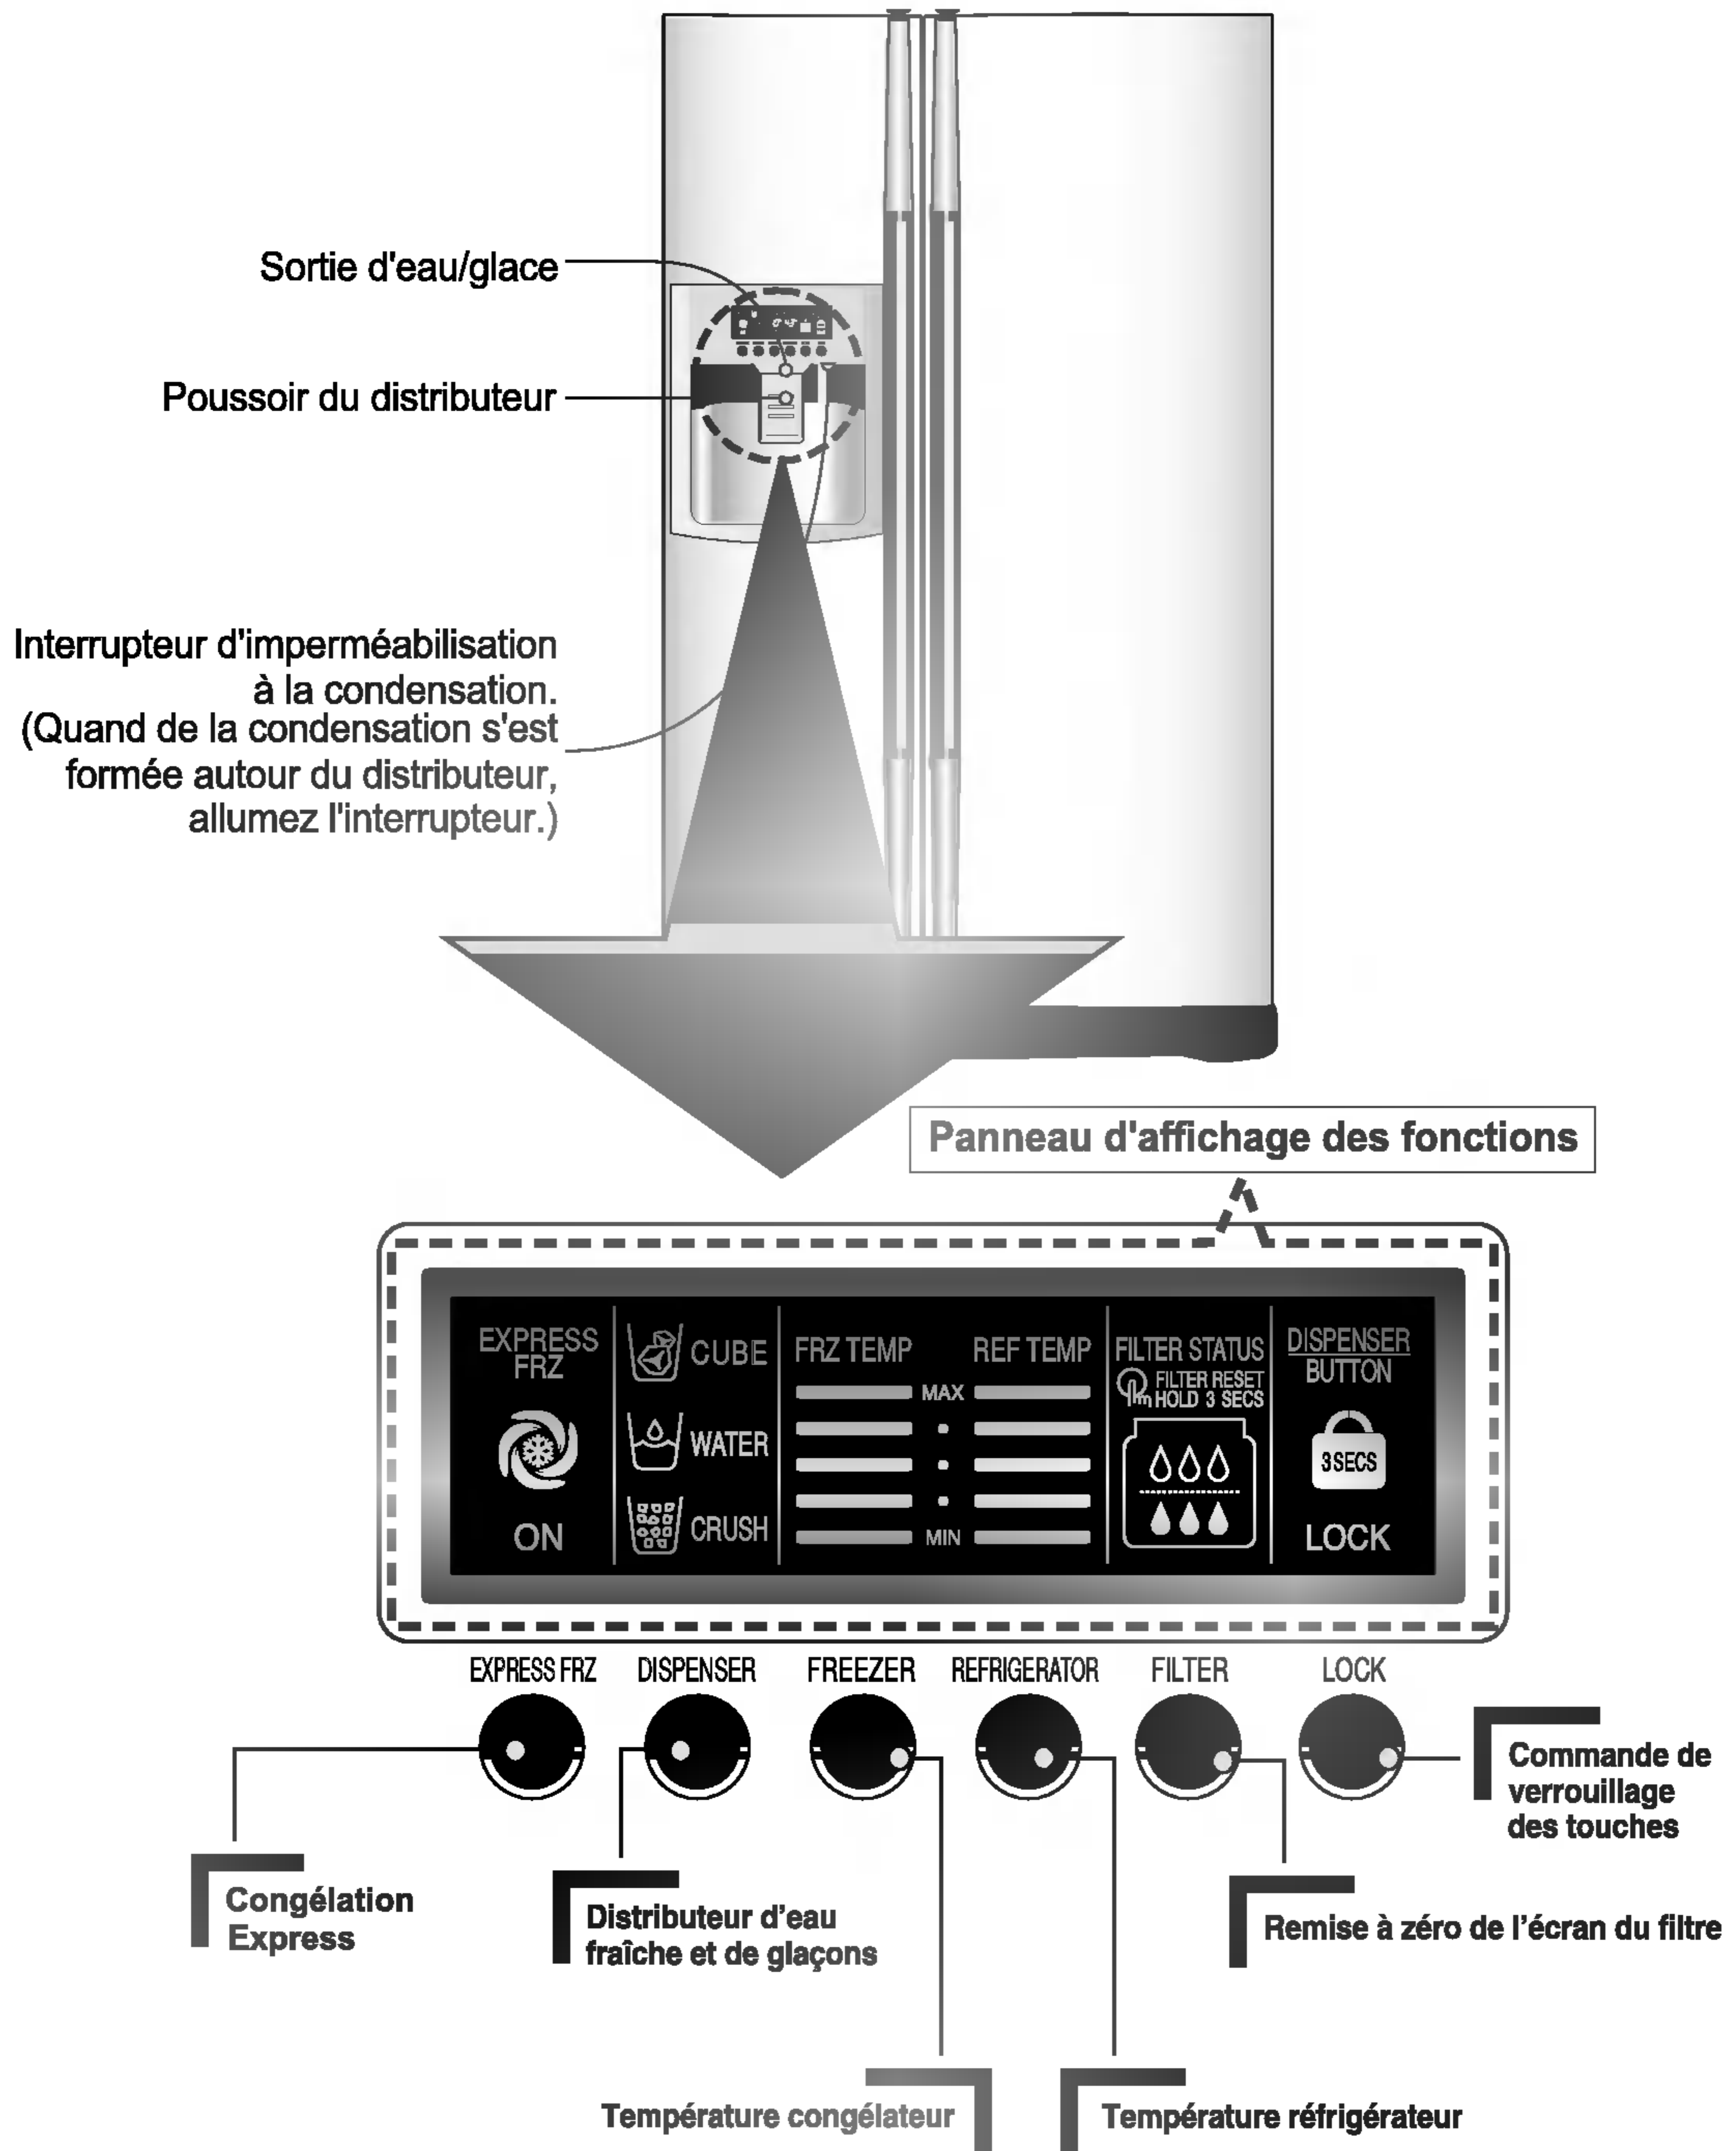 Sortie d'eau/glace
Poussoir du distributeur
Interrupteur d'imperméabilisation
à la condensation.
(Quand de la condensation s'est
formée autour du distributeur,
allumez l'interrupteur.)
Panneau d'affichage des fonctions
EXPRESS
FRZ
ON
CUBE
WATER
CRUSH
FRZ TEMP
REF TEMP
MAX
MIN
FILTER STATUS
FILTER RESET
HOLD 3 SECS
DISPENSER
BUTTON
3SECS
LOCK
EXPRESS FRZ
DISPENSER
FREEZER
REFRIGERATOR
FILTER
LOCK
Commande de
verrouillage
des touches
Congélation
Express
Distributeur d’eau
fraîche et de glaçons
Remise à zéro de l’écran du filtre
Température congélateur
Température réfrigérateur